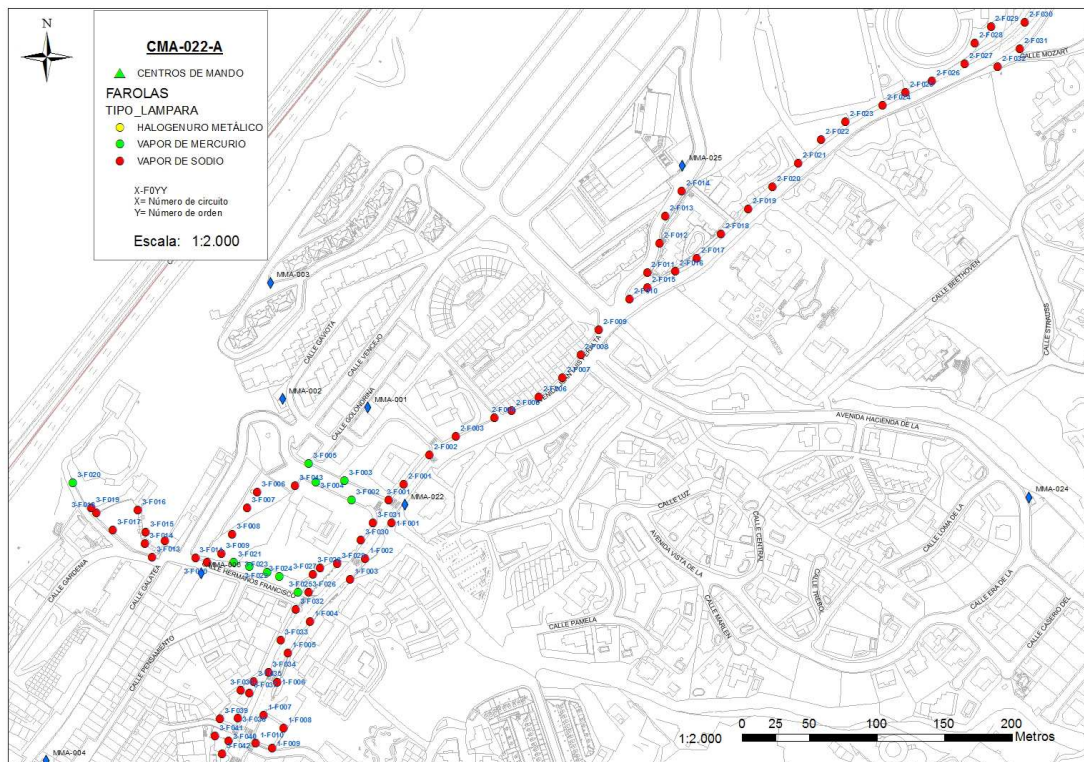 N
CMA-022-A
CENTROS DE MANDO
FAROLAS
TIPO_LAMPARA
HALOGENURO METÁLICO
VAPOR DE MERCURIO
VAPOR DE SODIO
X-F0YY
X= Número de circuito
Y= Número de orden
Escala: 1:2.000
2-F029
2-F030
2-F028
2-F031
CALLE MOZART
2-F027
2-F032
2-F026
2-F024
2-F023
2-F022
2-F021
MMA-025
2-F020
2-F014
2-F019
2-F013
2-F018
2-F012
2-F017
2-F011
2-F016
2-F015
2-F010
CALLE BEETHOVEN
CALLE STRAUSS
MMA-003
CALLE GAVIOTA
CALLE VENCEJO
2-F009
2-F008
2-F007
2-F006
MMA-002
MMA-001
CALLE GOLONDRINA
2-F003
2-F002
AVENIDA HACIENDA DE LA
3-F005
3-F003
3-F004
3-F002
3-F001
2-F001
MMA-022
3-F020
3-F006
3-F007
3-F019
3-F016
3-F017
3-F015
3-F014
3-F013
3-F008
3-F009
3-F031
1-F001
3-F030
1-F002
1-F003
3-F021
3-F023
3-F024
3-F027
3-F026
3-F032
1-F004
CALLE LUZ
AVENIDA VISTA DE LA
CALLE CENTRAL
CALLE TREBOL
CALLE MARLEN
CALLE PAMELA
MMA-024
CALLE LOMA DE LA
CALLE ERA DE LA
CALLE CASERIO DEL
CALLE GARDENIA
CALLE GALATEA
CALLE PENSAMIENTO
3-F033
1-F005
3-F034
1-F006
1-F007
1-F008
3-F039
3-F041
3-F040
3-F042
1-F010
1-F009
MMA-004
1:2.000
0 25 50 100 150 200
Metros